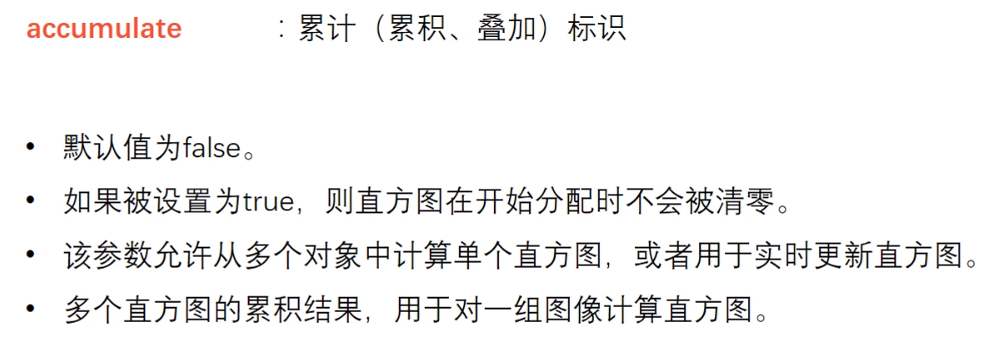 accumulate ：累计（累积、叠加）标识
• 默认值为false。
• 如果被设置为true，则直方图在开始分配时不会被清零。
• 该参数允许从多个对象中计算单个直方图，或者用于实时更新直方图。
• 多个直方图的累积结果，用于对一组图像计算直方图。